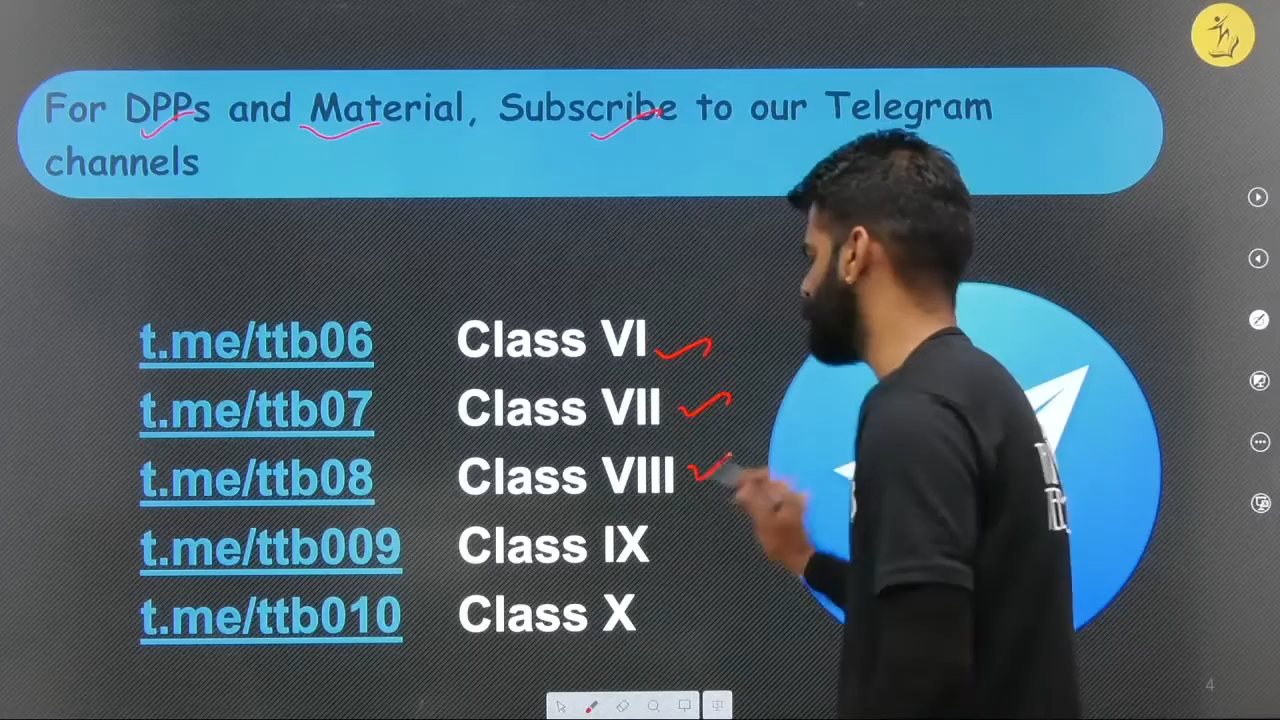 For DPPs and Material, Subscribe to our Telegram
channels
t.me/ttb06 Class VI
t.me/ttb07 Class VII
t.me/ttb08 Class VIII
t.me/ttb009 Class IX
t.me/ttb010 Class X
4